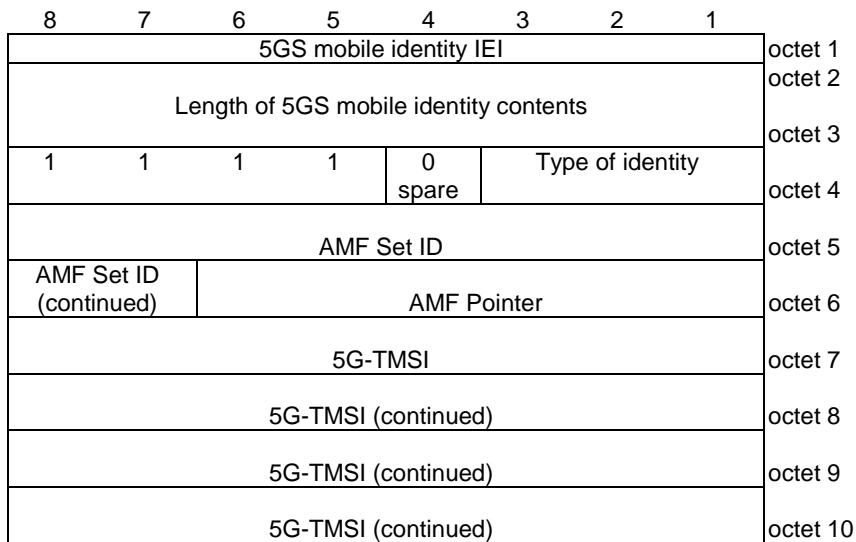 8 7 6 5 4 3 2 1
5GS mobile identity IEI octet 1
octet 2
Length of 5GS mobile identity contents
octet 3
1 1 1 1 0 Type of identity
spare octet 4
AMF Set ID octet 5
AMF Set ID
(continued) AMF Pointer octet 6
5G-TMSI octet 7
5G-TMSI (continued) octet 8
5G-TMSI (continued) octet 9
5G-TMSI (continued) octet 10